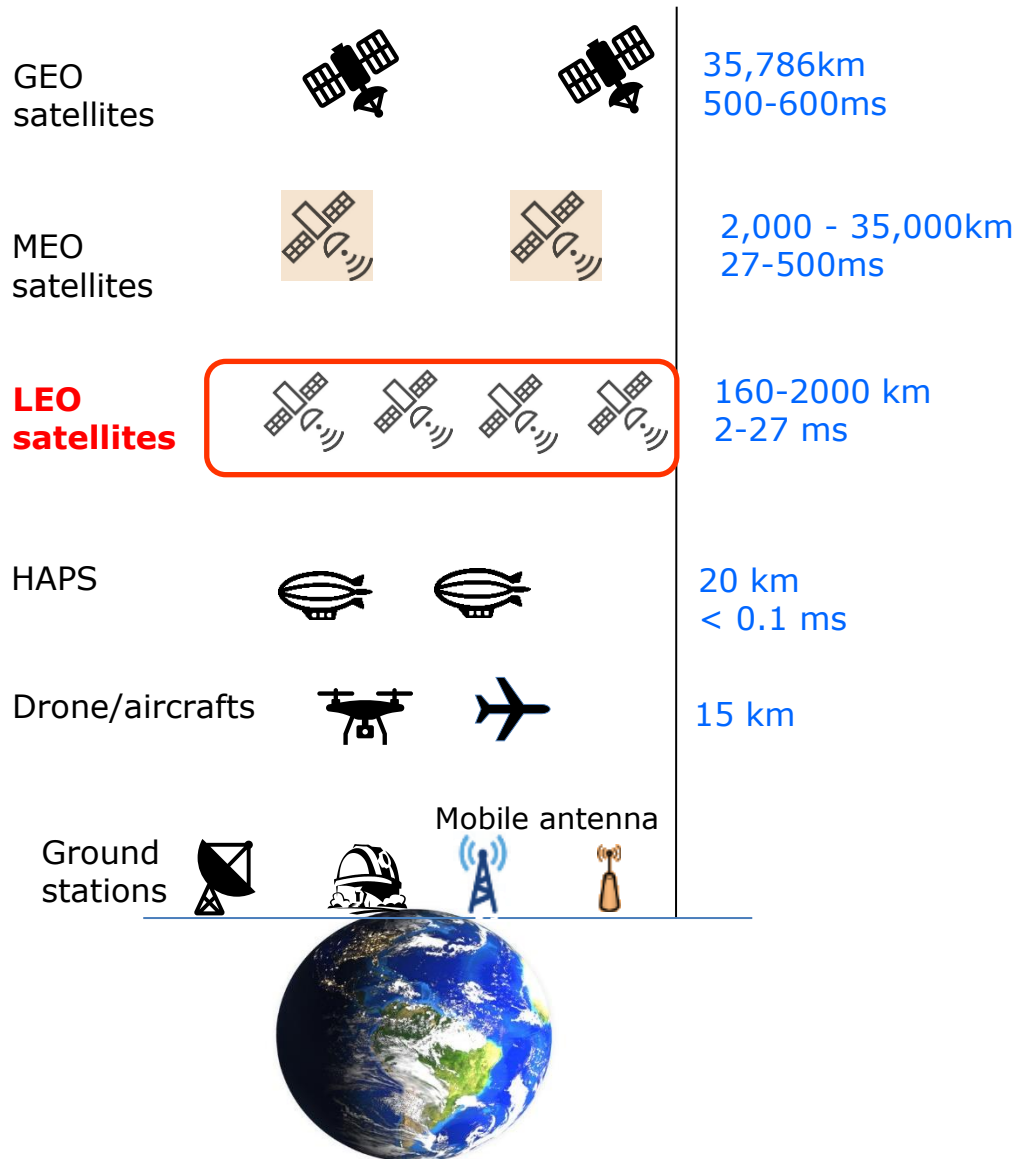 GEO
satellites
35,786km
500-600ms
MEO
satellites
2,000 - 35,000km
27-500ms
LEO
satellites
160-2000 km
2-27 ms
HAPS
20 km
< 0.1 ms
Drone/aircrafts
15 km
Mobile antenna
Ground
stations